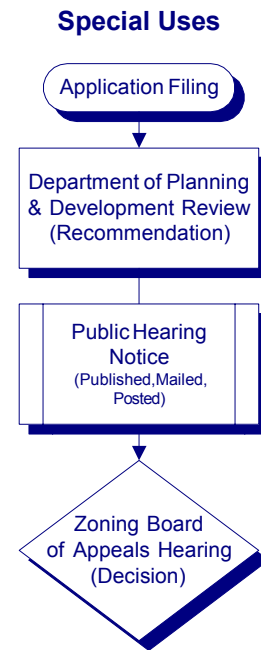 Special Uses
Application Filing
Department of Planning
& Development Review
(Recommendation)
Public Hearing
Notice
(Published,Mailed,
Posted)
Zoning Board
of Appeals Hearing
(Decision)